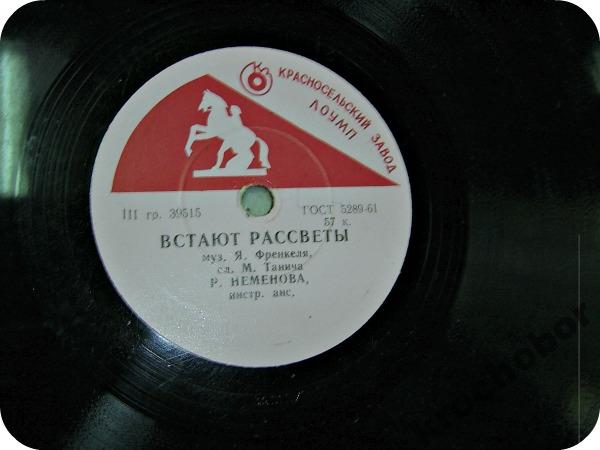 КРАСНОСЕЛЬСКИЙ ЗАВОД
ЛОУМП
III гр. 39515
ГОСТ 5289-61
57 к.
ВСТАЮТ РАССВЕТЫ
муз. Я. Френкеля,
сл. М. Танича
Р. НЕМЕНОВА,
инстр. анс.
krochobor